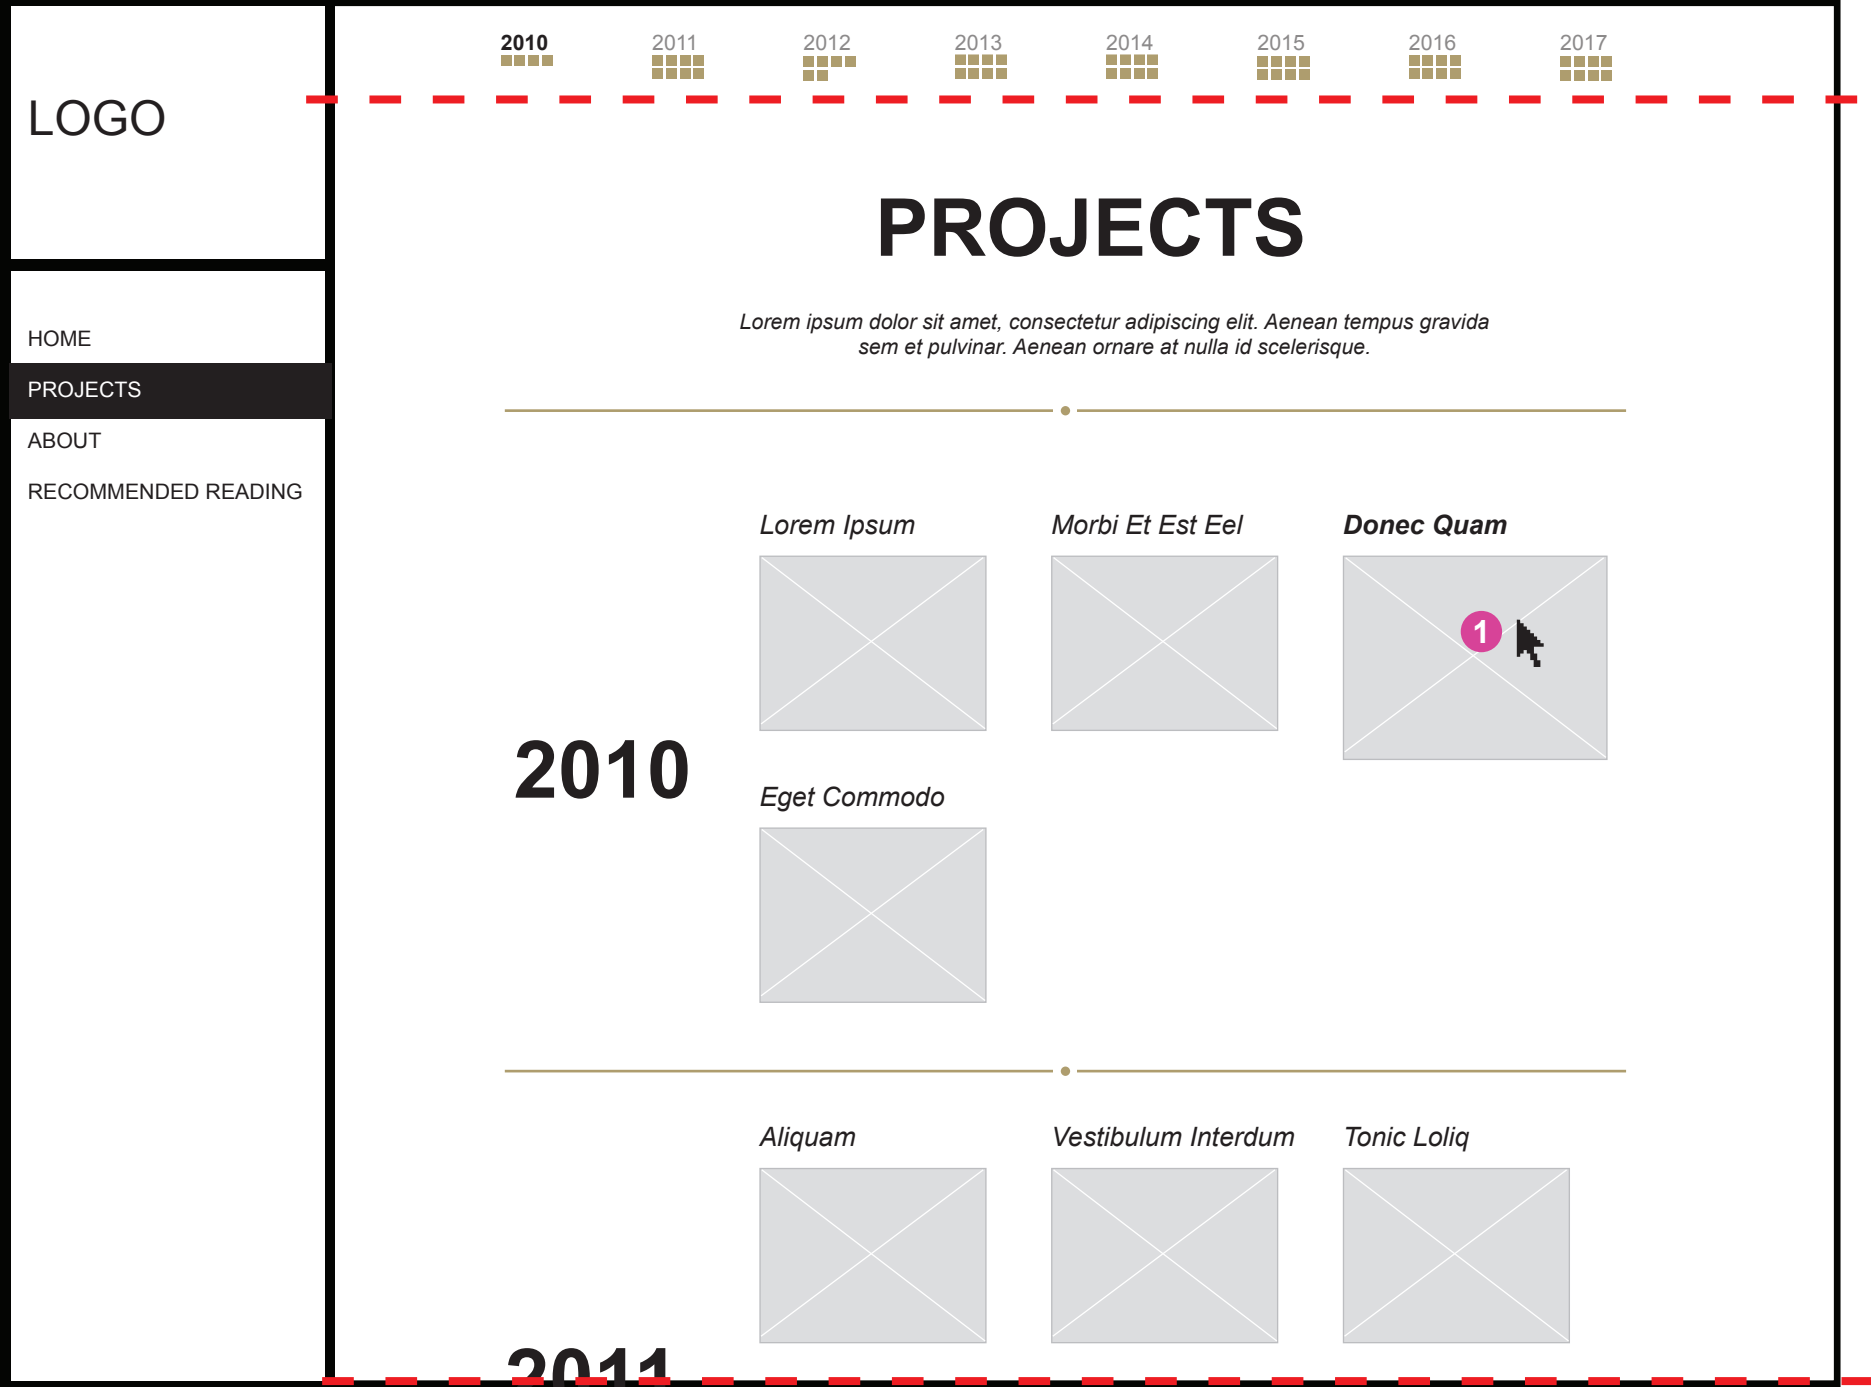 2010 2011 2012 2013 2014 2015 2016 2017
LOGO
HOME
PROJECTS
ABOUT
RECOMMENDED READING
PROJECTS
Lorem ipsum dolor sit amet, consectetur adipiscing elit. Aenean tempus gravida
sem et pulvinar. Aenean ornare at nulla id scelerisque.
2010
Lorem Ipsum
Morbi Et Est Eel
Donec Quam
1
Eget Commodo
2011
Aliquam
Vestibulum Interdum
Tonic Loliq